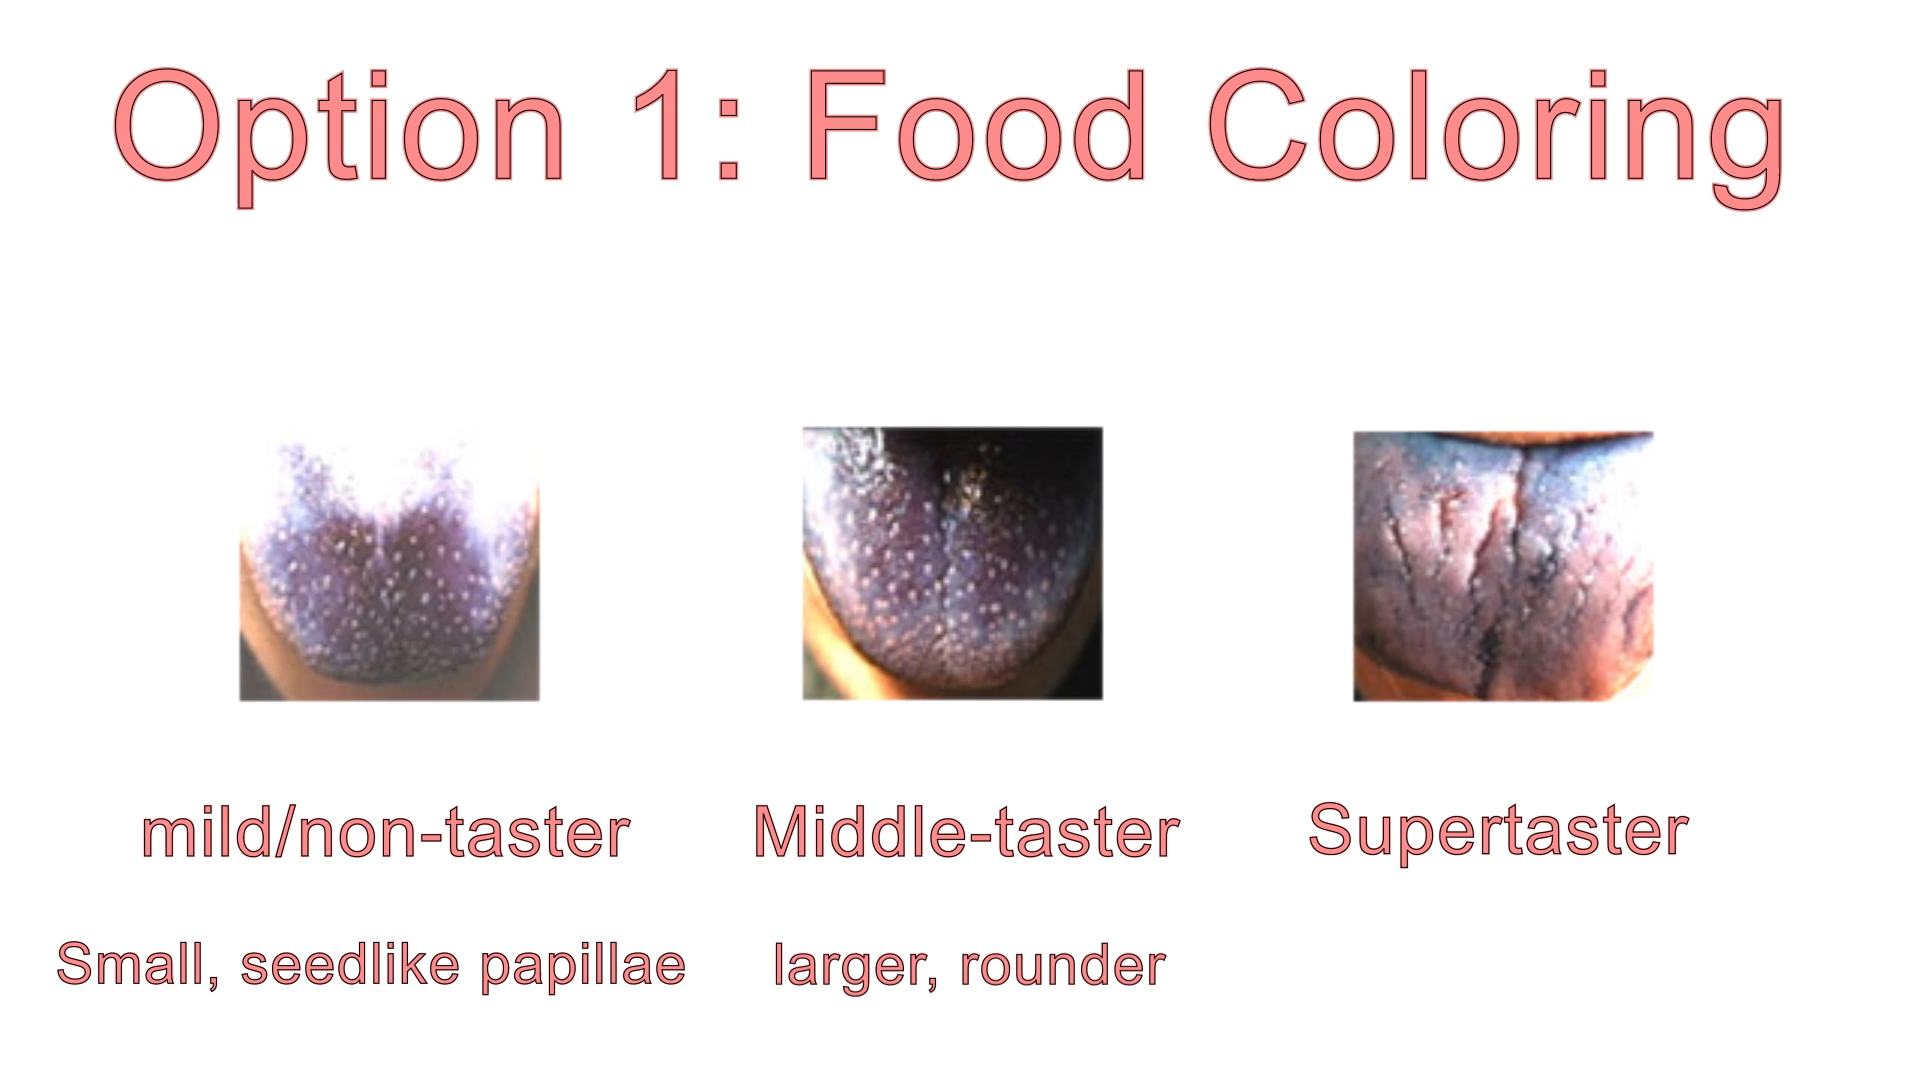 Option 1: Food Coloring
mild/non-taster
Middle-taster
Supertaster
Small, seedlike papillae
larger, rounder